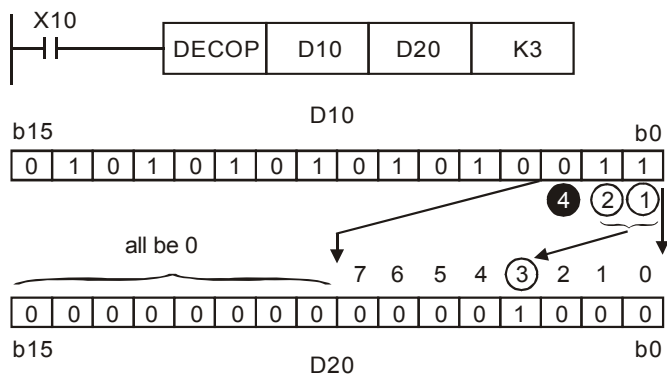 X10
DECOP D10 D20 K3
D10
b15 b0
0 1 0 1 0 1 0 1 0 1 0 1 0 0 1 1
4 2 1
all be 0
7 6 5 4 3 2 1 0
0 0 0 0 0 0 0 0 0 0 0 0 1 0 0 0
b15 b0
D20